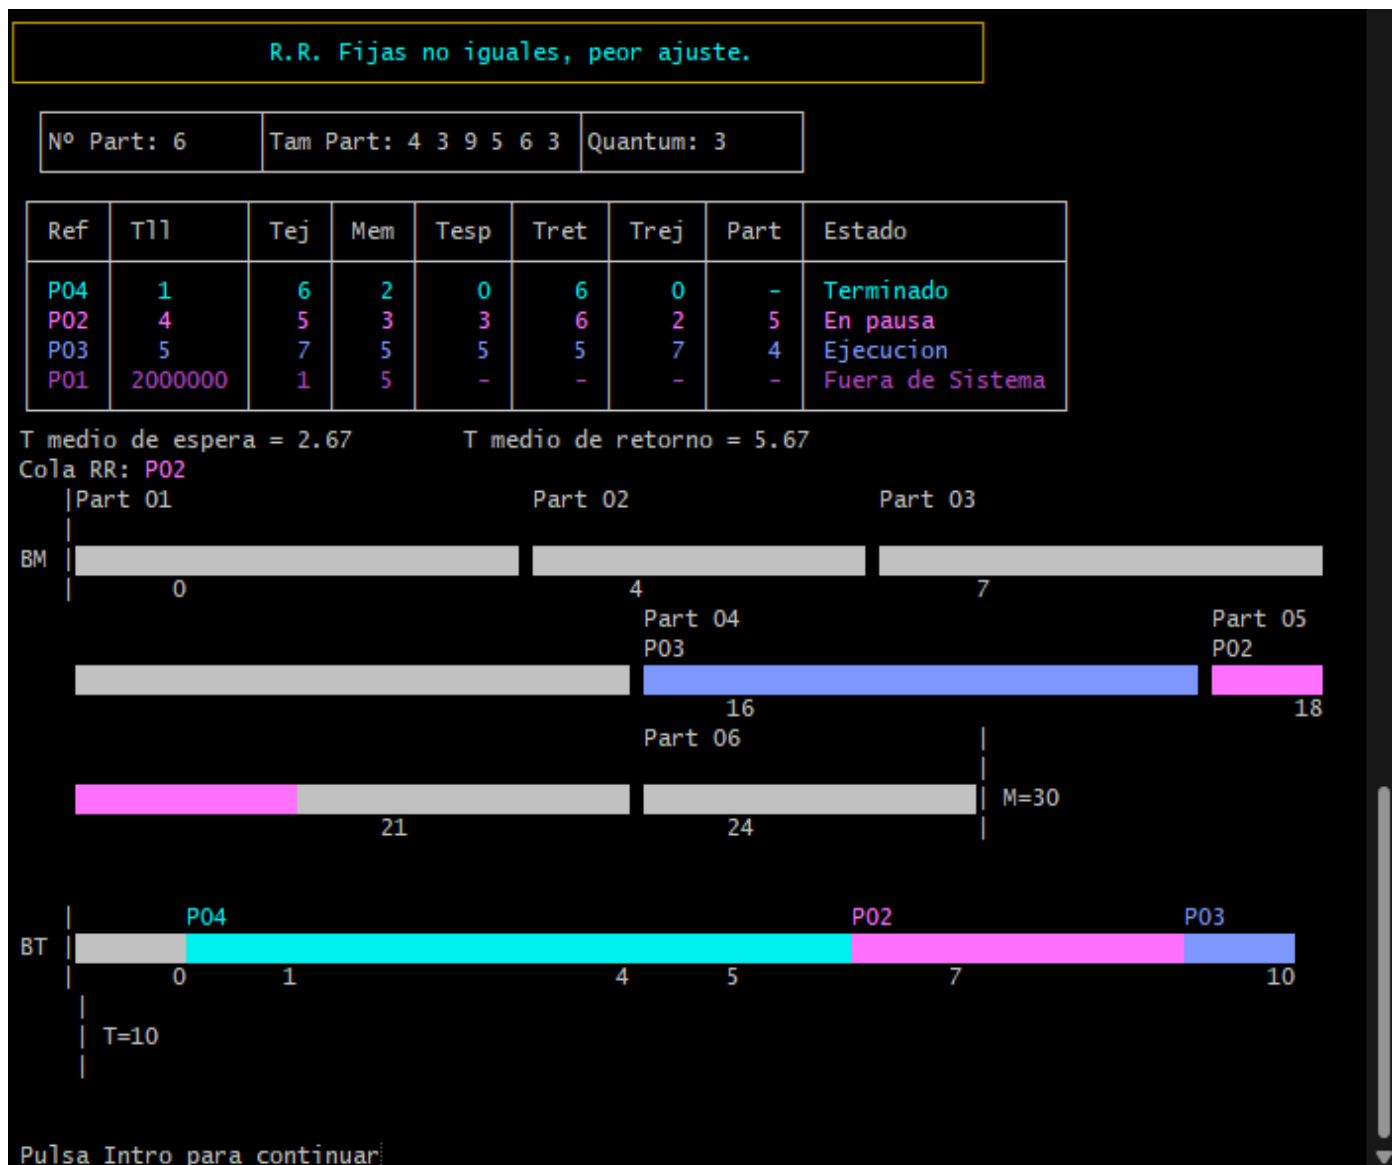 R.R. Fijas no iguales, peor ajuste.
Nº Part: 6 Tam Part: 4 3 9 5 6 3 Quantum: 3
Ref Tll Tej Mem Tesp Tret Trej Part Estado
P04 1 6 2 0 6 0 - Terminado
P02 4 5 3 3 6 2 5 En pausa
P03 5 7 5 5 5 7 4 Ejecucion
P01 2000000 1 5 - - - - Fuera de Sistema
T medio de espera = 2.67 T medio de retorno = 5.67
Cola RR: P02
|Part 01 Part 02 Part 03
BM
0 4 7
Part 04 Part 05
P03 P02
16 18
Part 06
M=30
21 24
P04 P02 P03
BT
0 1 4 5 7 10
T=10
Pulsa Intro para continuar